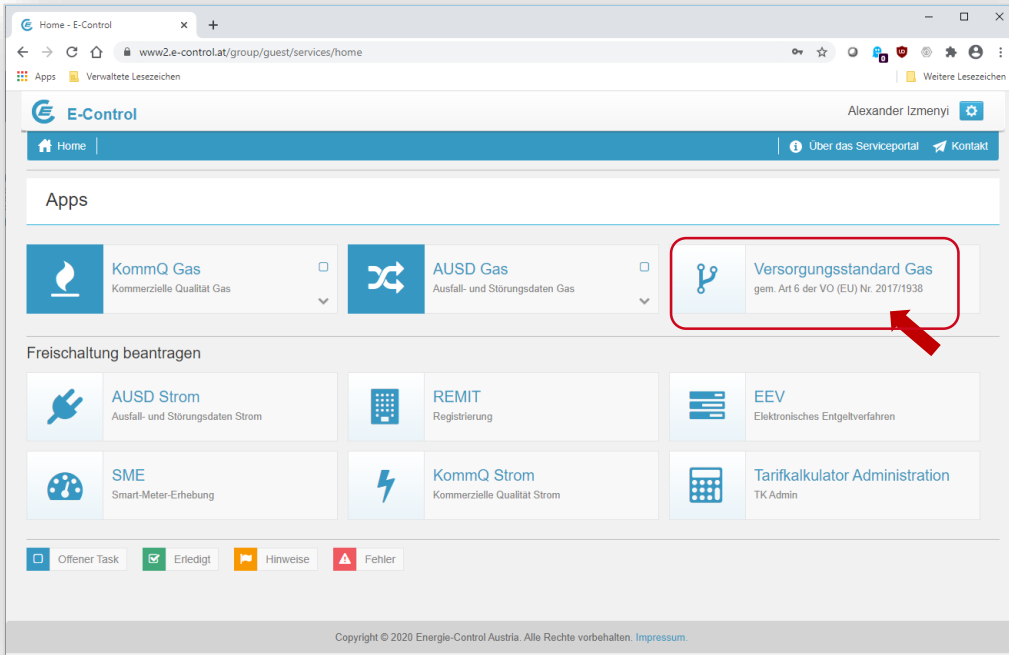 Home - E-Control
www2.e-control.at/group/guest/services/home
0
Apps
Verwaltete Lesezeichen
Weitere Lesezeichen
E-Control
Alexander Izmenyi
Home
Über das Serviceportal
Kontakt
Apps
KommQ Gas
Kommerzielle Qualität Gas
AUSD Gas
Ausfall- und Störungsdaten Gas
Versorgungsstandard Gas
gem. Art 6 der VO (EU) Nr. 2017/1938
Freischaltung beantragen
AUSD Strom
Ausfall- und Störungsdaten Strom
REMIT
Registrierung
EEV
Elektronisches Entgeltverfahren
SME
Smart-Meter-Erhebung
KommQ Strom
Kommerzielle Qualität Strom
Tarifkalkulator Administration
TK Admin
Offener Task
Erledigt
Hinweise
Fehler
Copyright © 2020 Energie-Control Austria. Alle Rechte vorbehalten. Impressum.